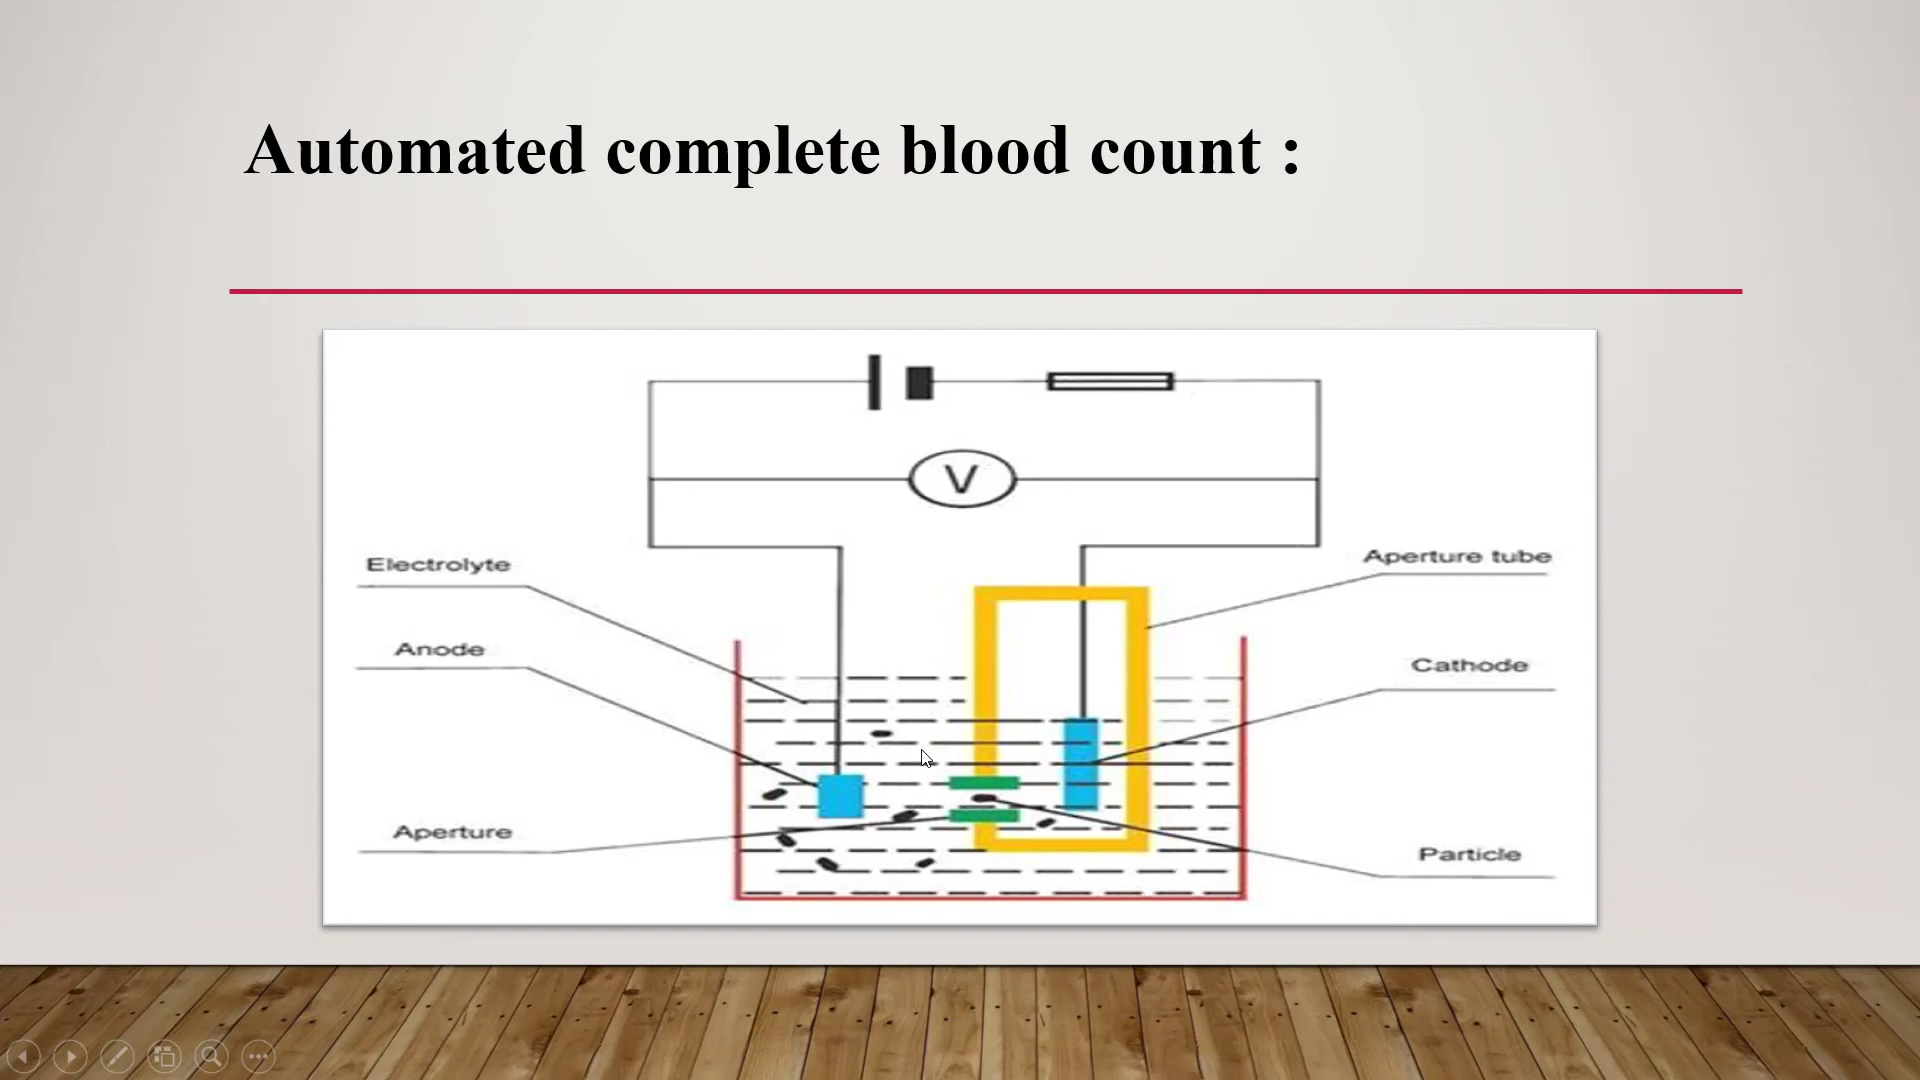 Automated complete blood count :
V
Electrolyte
Aperture tube
Anode
Cathode
Aperture
Particle